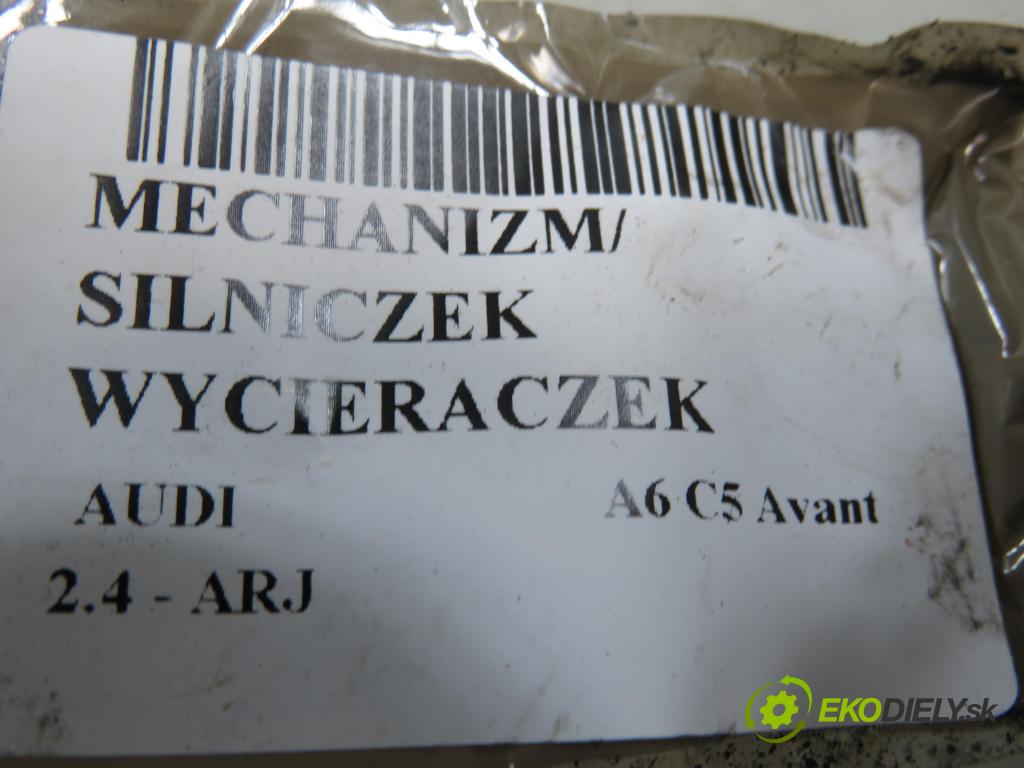 MECHANIZM/
SILNICZEK
WYCIERACZEK
AUDI A6 C5 Avant
2.4 - ARJ
EKODIELY.sk